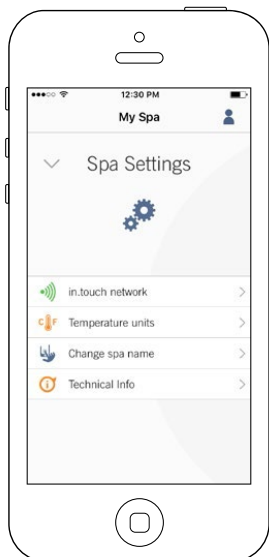 12:30 PM
My Spa
Spa Settings
in.touch network
C F Temperature units
Change spa name
Technical Info